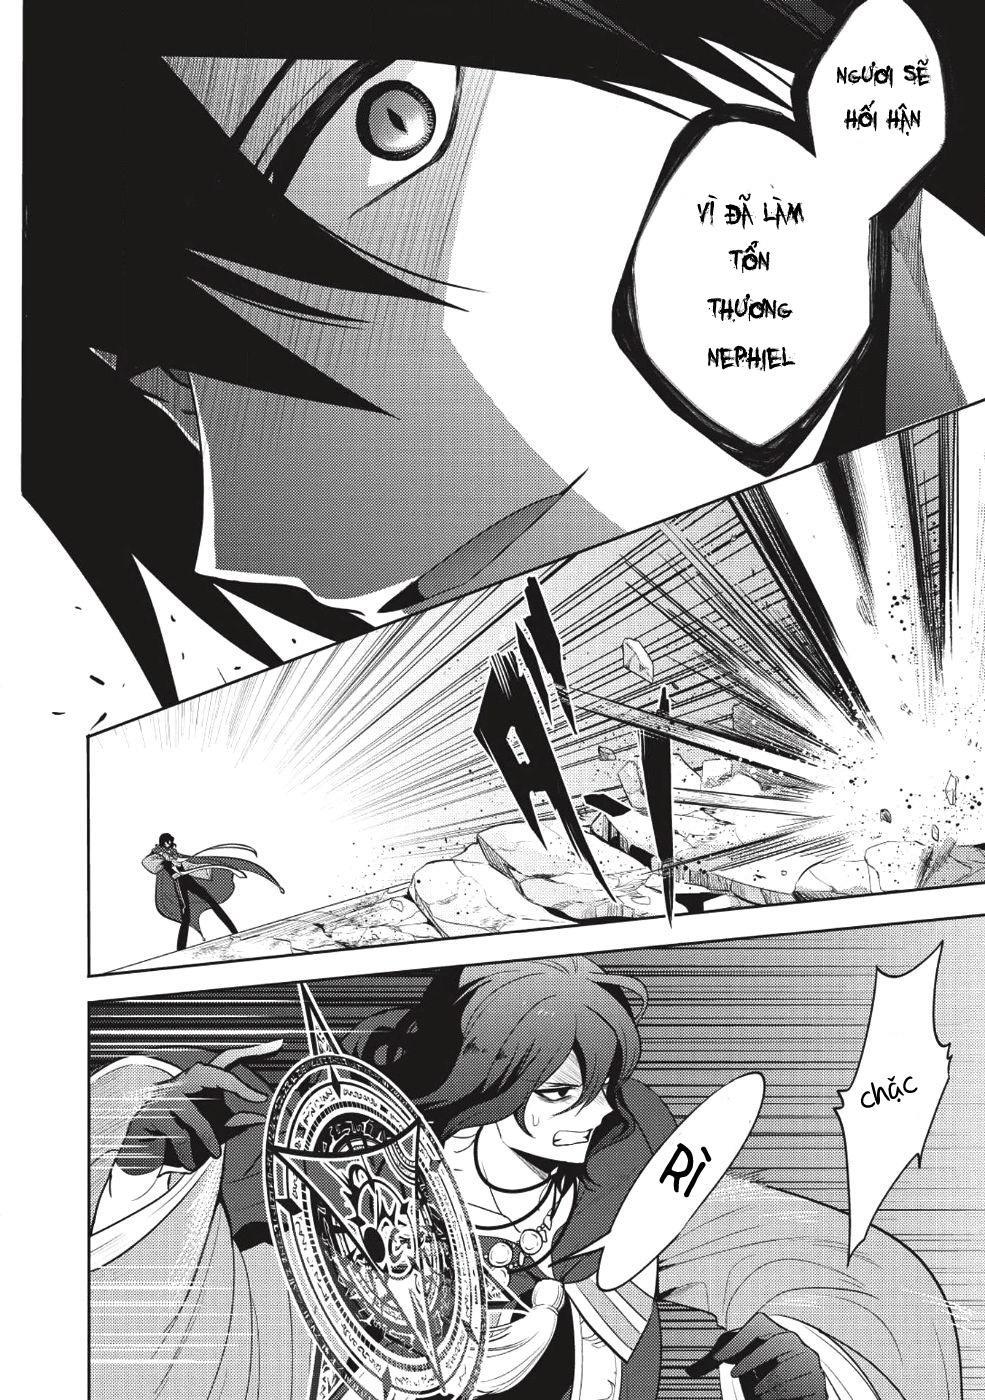 NGƯƠI SẼ
HỐI HẬN
VÌ ĐÃ LÀM
TỔN
THƯƠNG
NEPHIEL
chặc
RÌ